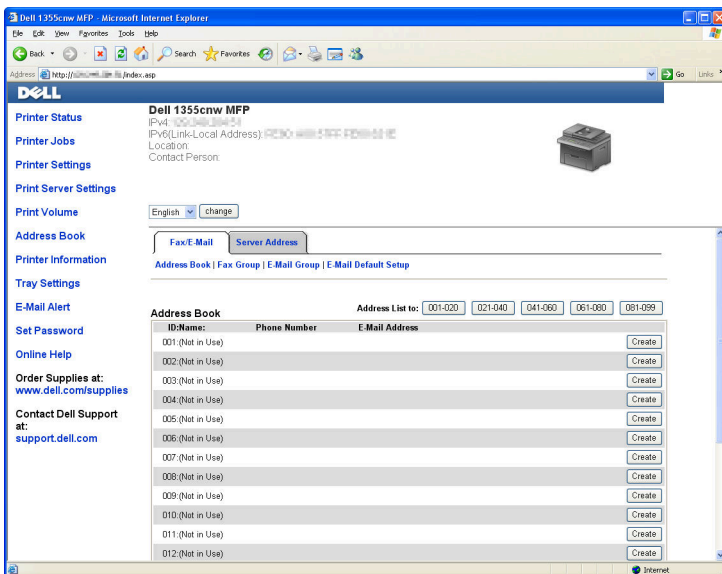 Dell 1355cnw MFP - Microsoft Internet Explorer
File Edit View Favorites Tools Help
Back Search Favorites
Address http:// /index.asp Go Links
DELL
Dell 1355cnw MFP
IPv4:
IPv6(Link-Local Address):
Location:
Contact Person:
English change
Printer Status
Printer Jobs
Printer Settings
Print Server Settings
Print Volume
Address Book
Printer Information
Tray Settings
E-Mail Alert
Set Password
Online Help
Order Supplies at:
www.dell.com/supplies
Contact Dell Support
at:
support.dell.com
Fax/E-Mail Server Address
Address Book | Fax Group | E-Mail Group | E-Mail Default Setup
Address Book Address List to: 001-020 021-040 041-060 061-080 081-099
ID:Name: Phone Number E-Mail Address
001:(Not in Use) Create
002:(Not in Use) Create
003:(Not in Use) Create
004:(Not in Use) Create
005:(Not in Use) Create
006:(Not in Use) Create
007:(Not in Use) Create
008:(Not in Use) Create
009:(Not in Use) Create
010:(Not in Use) Create
011:(Not in Use) Create
012:(Not in Use) Create
Internet